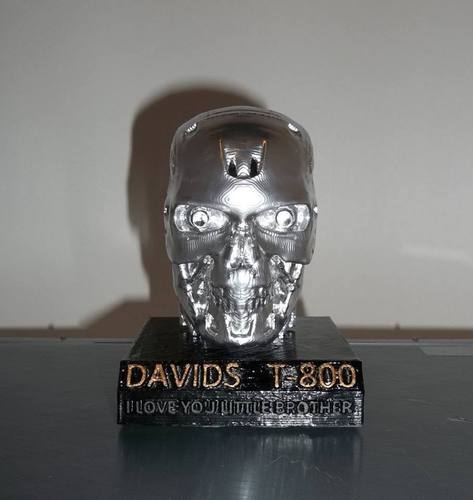 DAVIDS T-800
I LOVE YOU LITTLE BROTHER